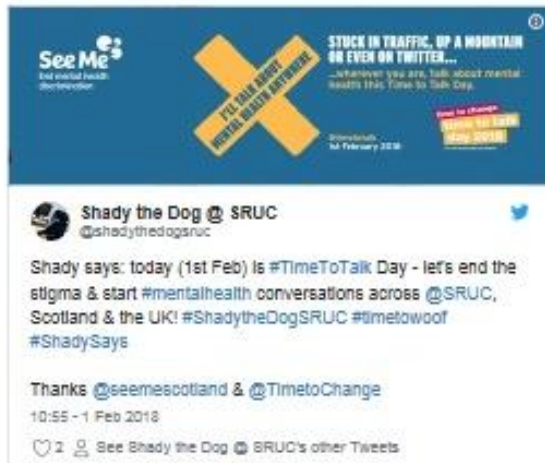 See Me
End mental health
discrimination
I'LL TALK ABOUT
MENTAL HEALTH ANYWHERE
STUCK IN TRAFFIC, UP A MOUNTAIN
OR EVEN ON TWITTER...
...wherever you are, talk about mental
health this Time to Talk Day.
#timetotalk
1st February 2018
time to change
time to talk
day 2018
Shady the Dog @ SRUC
@shadythedogsruc
Shady says: today (1st Feb) is #TimeToTalk Day - let's end the
stigma & start #mentalhealth conversations across @SRUC,
Scotland & the UK! #ShadytheDogSRUC #timetowoof
#ShadySays
Thanks @seemescotland & @TimetoChange
10:55 - 1 Feb 2018
2 See Shady the Dog @ SRUC's other Tweets